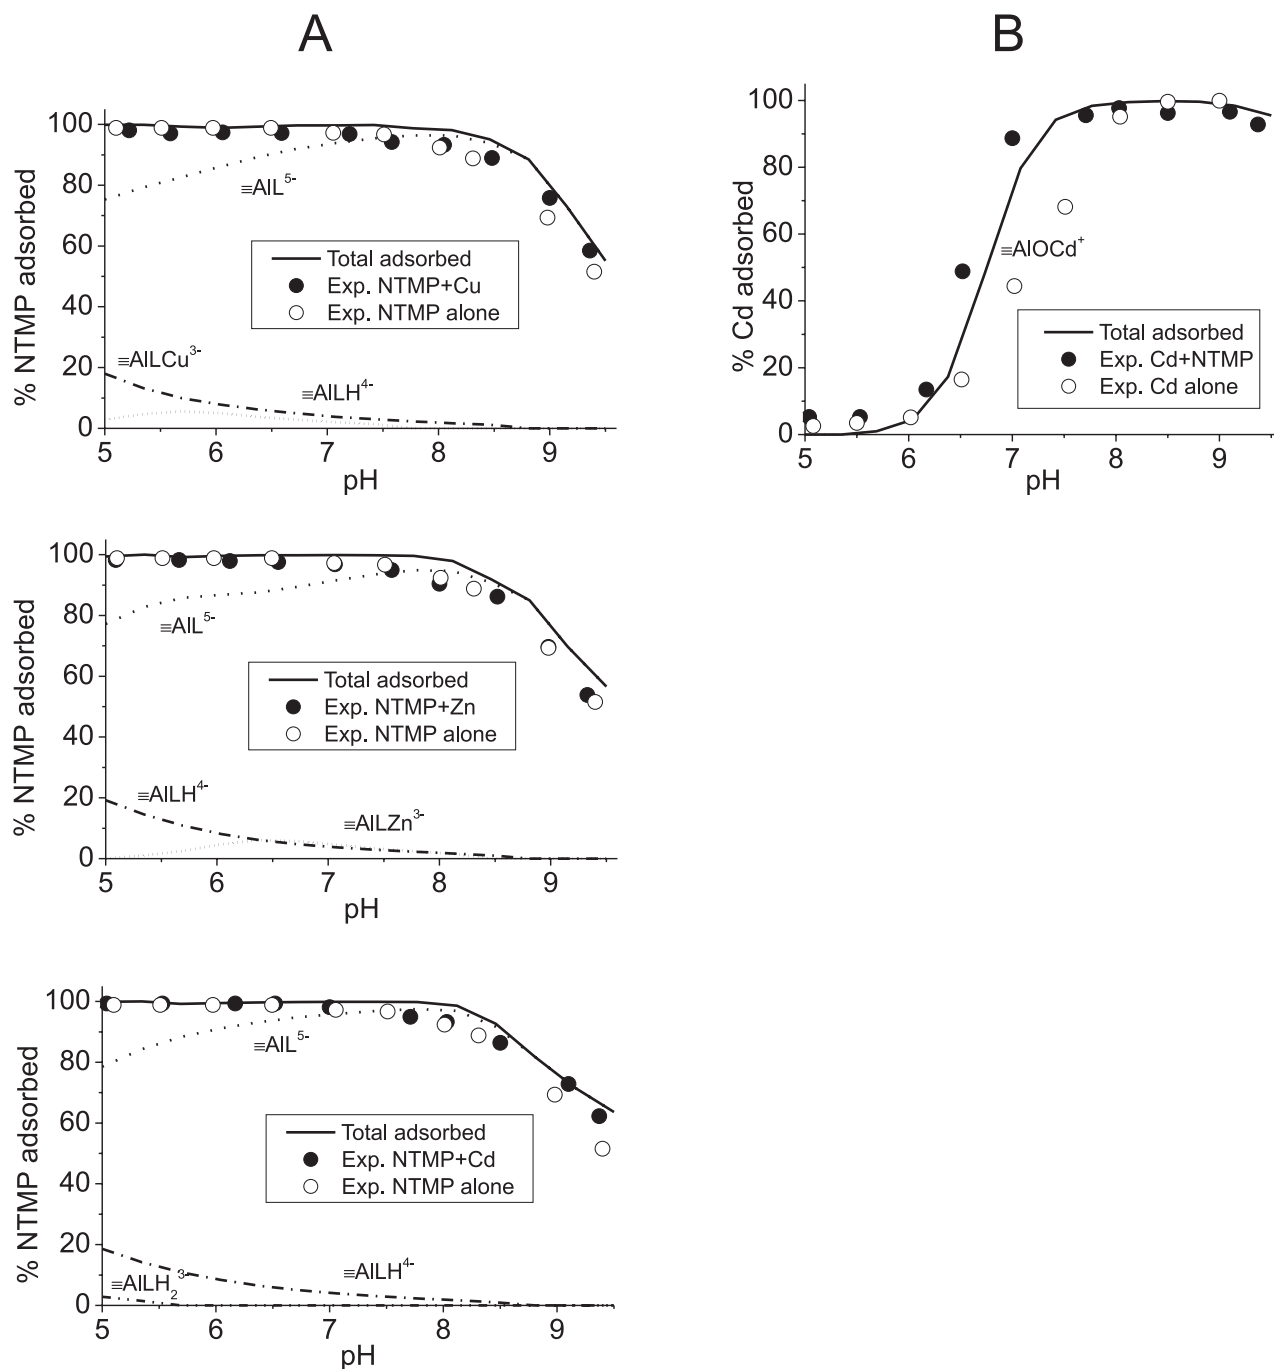 A
B
% NTMP adsorbed
100
80
60
40
20
0
≡AlL⁵⁻
Total adsorbed
Exp. NTMP+Cu
Exp. NTMP alone
≡AlLCu³⁻
≡AlLH⁴⁻
5 6 7 8 9
pH
% Cd adsorbed
100
80
60
40
20
0
≡AlOCd⁺
Total adsorbed
Exp. Cd+NTMP
Exp. Cd alone
5 6 7 8 9
pH
% NTMP adsorbed
100
80
60
40
20
0
≡AlL⁵⁻
Total adsorbed
Exp. NTMP+Zn
Exp. NTMP alone
≡AlLH⁴⁻
≡AlLZn³⁻
5 6 7 8 9
pH
% NTMP adsorbed
100
80
60
40
20
0
≡AlL⁵⁻
Total adsorbed
Exp. NTMP+Cd
Exp. NTMP alone
≡AlLH₂³⁻
≡AlLH⁴⁻
5 6 7 8 9
pH